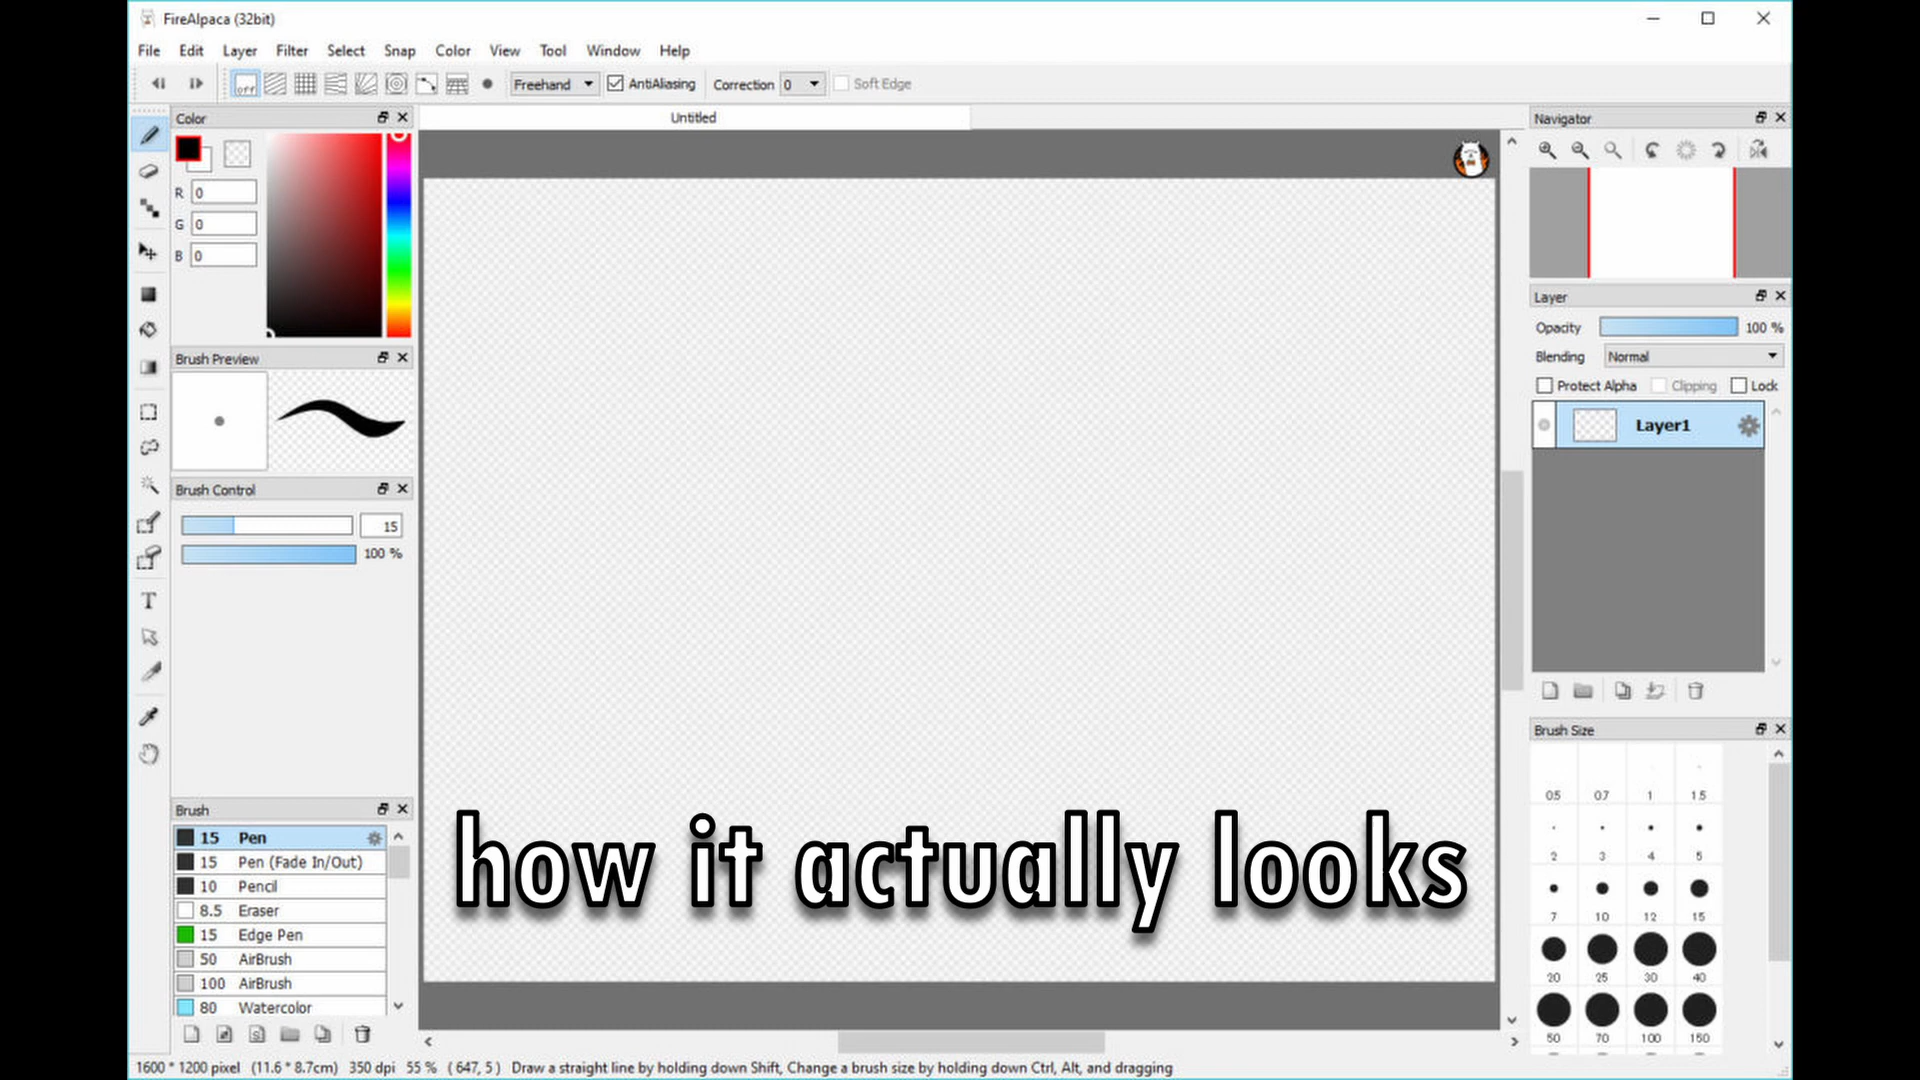 FireAlpaca (32bit)
File Edit Layer Filter Select Snap Color View Tool Window Help
off Freehand AntiAliasing Correction 0 Soft Edge
Color
R 0
G 0
B 0
Brush Preview
Brush Control
15
100 %
Brush
15 Pen
15 Pen (Fade In/Out)
10 Pencil
8.5 Eraser
15 Edge Pen
50 AirBrush
100 AirBrush
80 Watercolor
Untitled
how it actually looks
Navigator
Layer
Opacity 100 %
Blending Normal
Protect Alpha Clipping Lock
Layer1
Brush Size
0.5 0.7 1 1.5
2 3 4 5
7 10 12 15
20 25 30 40
50 70 100 150
1600 * 1200 pixel (11.6 * 8.7cm) 350 dpi 55 % ( 647, 5 ) Draw a straight line by holding down Shift, Change a brush size by holding down Ctrl, Alt, and dragging